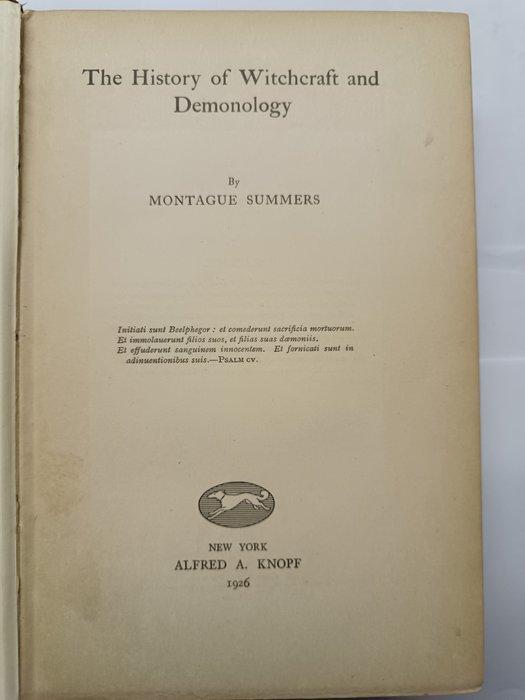 The History of Witchcraft and
Demonology
By
MONTAGUE SUMMERS
Initiati sunt Beelphegor : et comederunt sacrificia mortuorum.
Et immolauerunt filios suos, et filias suas dæmoniis.
Et effuderunt sanguinem innocentem. Et fornicati sunt in
adinuentionibus suis.—PSALM CV.
NEW YORK
ALFRED A. KNOPF
1926